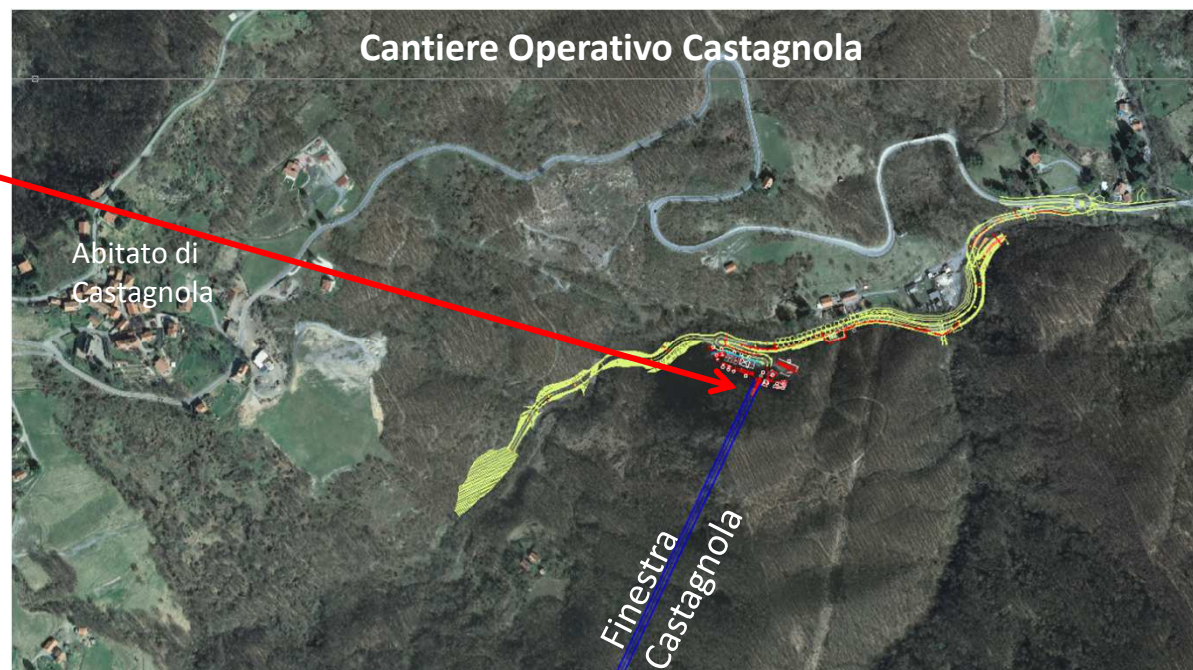 Cantiere Operativo Castagnola
Abitato di
Castagnola
Finestra
Castagnola